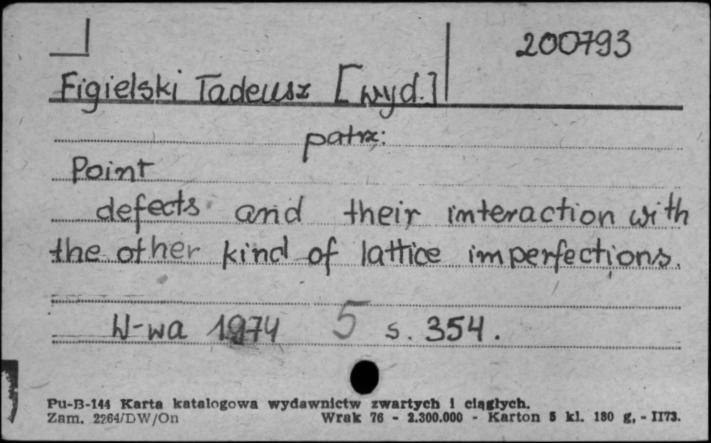 200793
Figielski Tadeusz [wyd.]
patrz:
Point
defects and their interaction with
the other kind of lattice imperfections.
W-wa 1974 5 s. 354.
Pu-B-144 Karta katalogowa wydawnictw zwartych i ciągłych.
Zam. 2264/DW/On Wrak 76 - 2.300.000 - Karton 5 kl. 180 g. - II73.